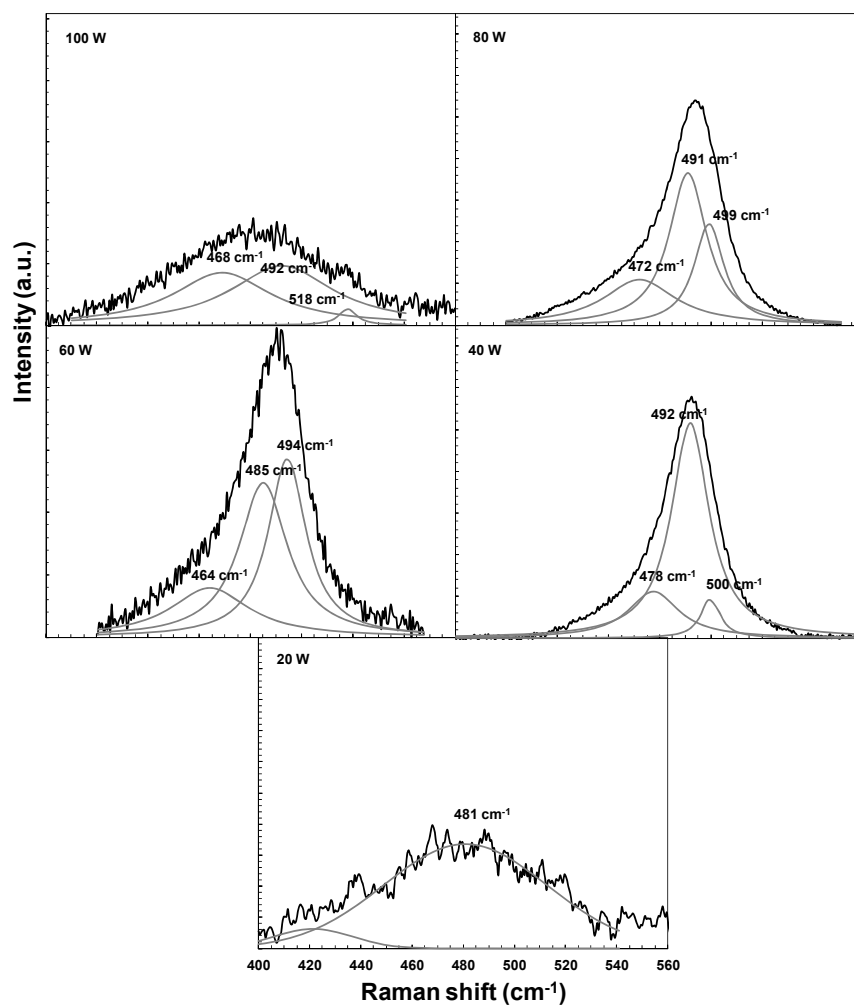 100 W
80 W
491 cm⁻¹
499 cm⁻¹
468 cm⁻¹
492 cm⁻¹
472 cm⁻¹
518 cm⁻¹
Intensity (a.u.)
60 W
40 W
492 cm⁻¹
494 cm⁻¹
485 cm⁻¹
464 cm⁻¹
478 cm⁻¹
500 cm⁻¹
20 W
481 cm⁻¹
400 420 440 460 480 500 520 540 560
Raman shift (cm⁻¹)